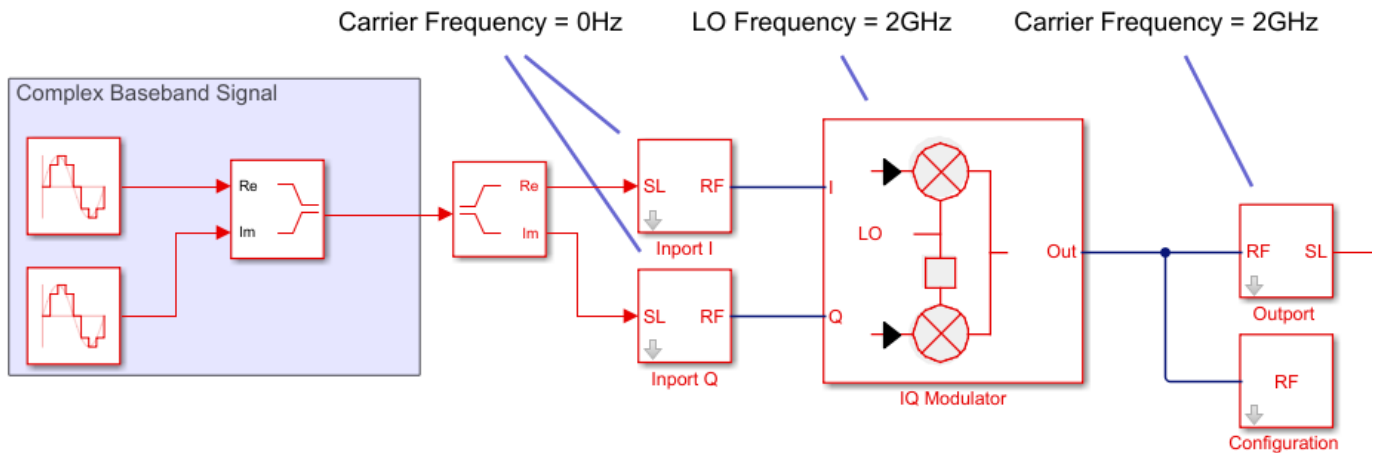 Carrier Frequency = 0Hz
LO Frequency = 2GHz
Carrier Frequency = 2GHz
Complex Baseband Signal
Re
Im
Re
Im
SL
RF
Inport I
SL
RF
Inport Q
I
LO
Q
Out
IQ Modulator
RF
SL
Outport
RF
Configuration